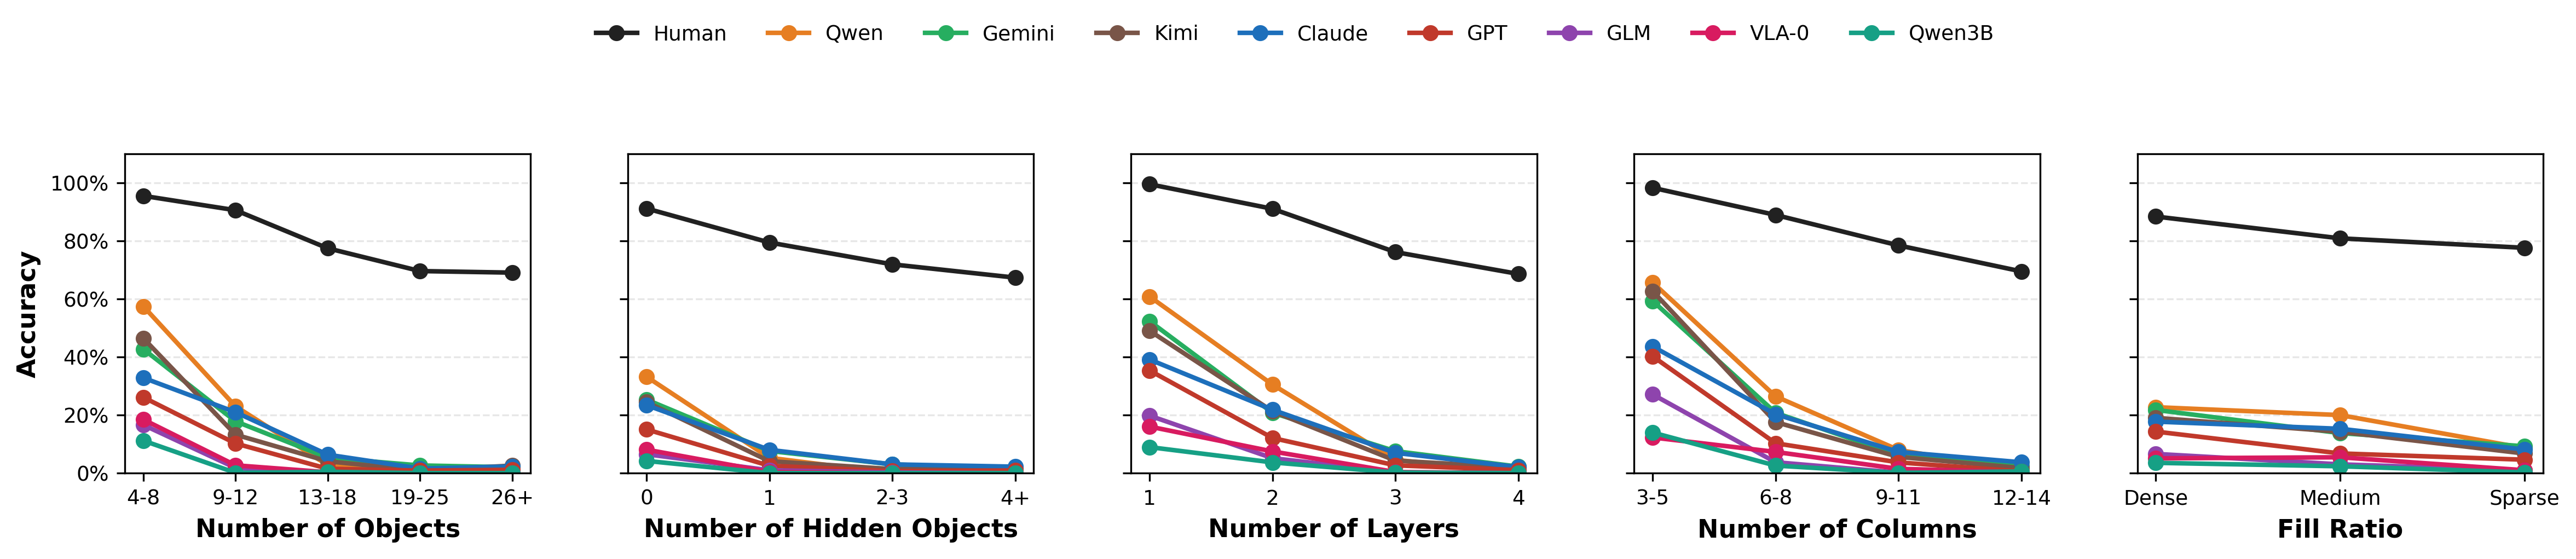 Human Qwen Gemini Kimi Claude GPT GLM VLA-0 Qwen3B
Accuracy
100%
80%
60%
40%
20%
0%
4-8 9-12 13-18 19-25 26+
Number of Objects
0 1 2-3 4+
Number of Hidden Objects
1 2 3 4
Number of Layers
3-5 6-8 9-11 12-14
Number of Columns
Dense Medium Sparse
Fill Ratio